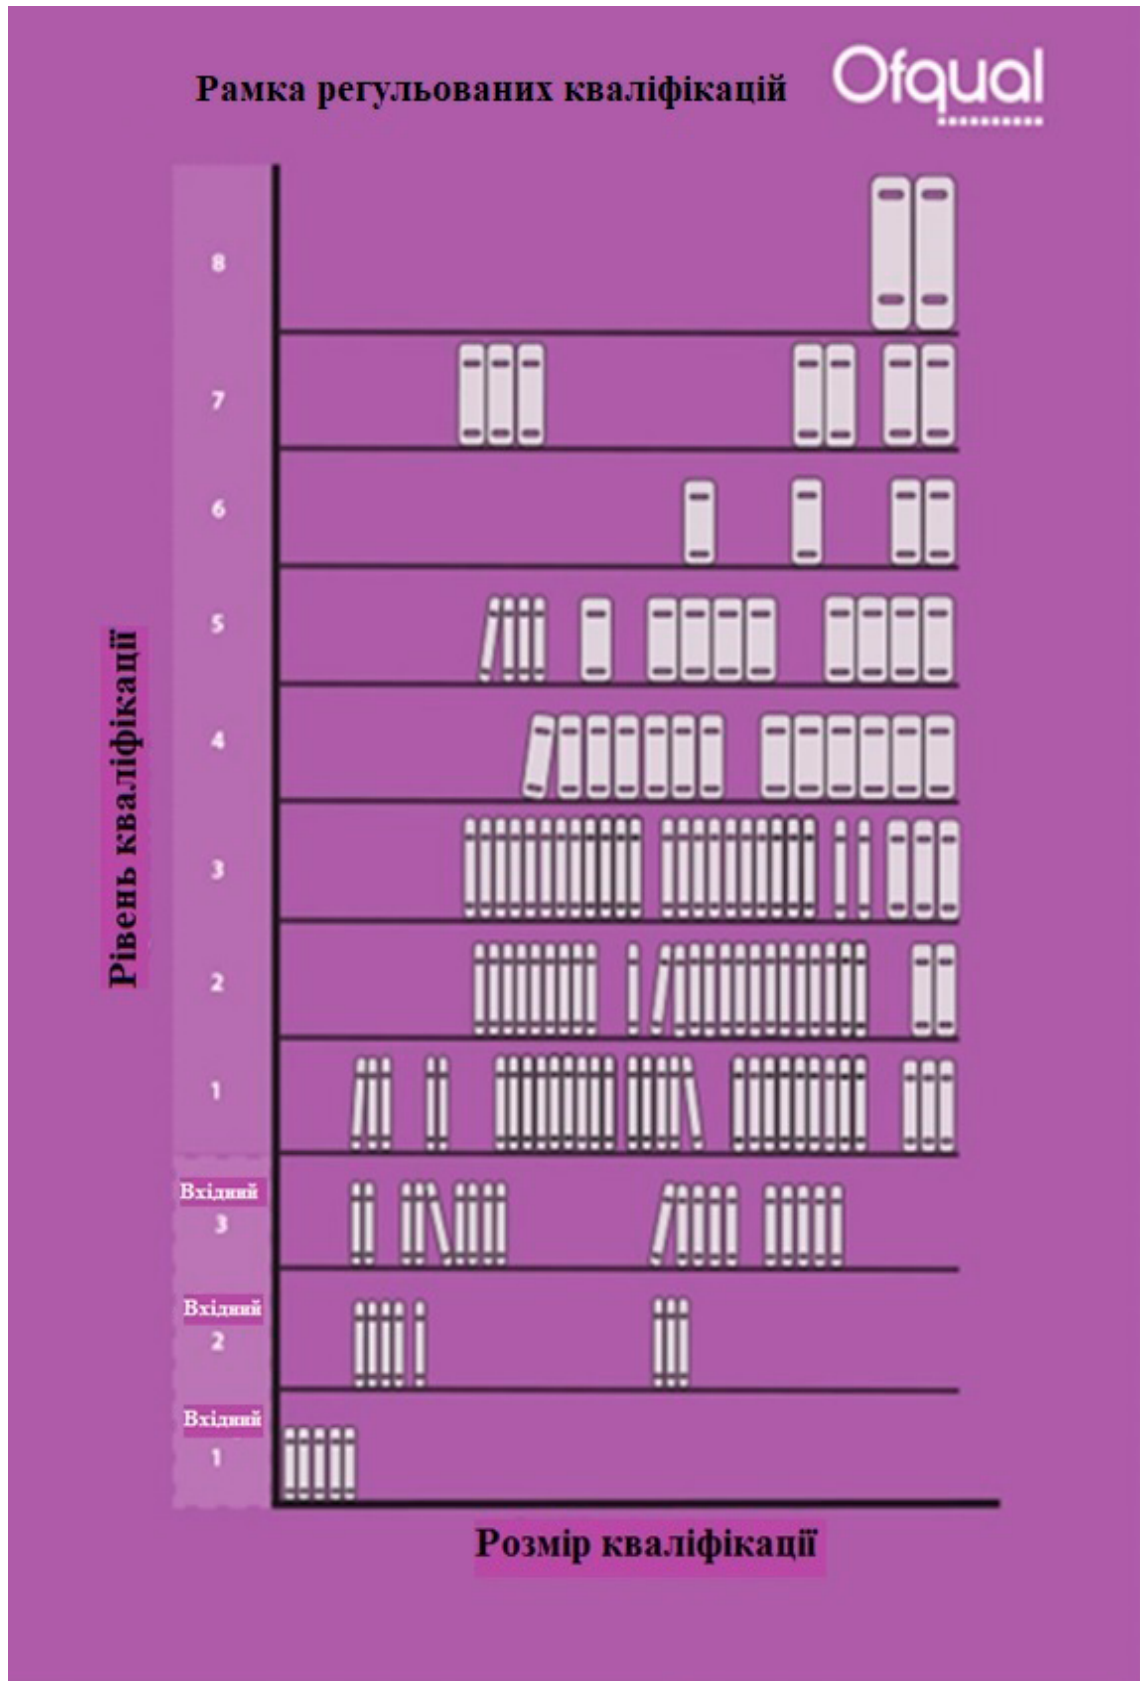 Рамка регульованих кваліфікацій
Ofqual
8
7
6
5
4
3
2
1
Вхідний
3
Вхідний
2
Вхідний
1
Рівень кваліфікації
Розмір кваліфікації